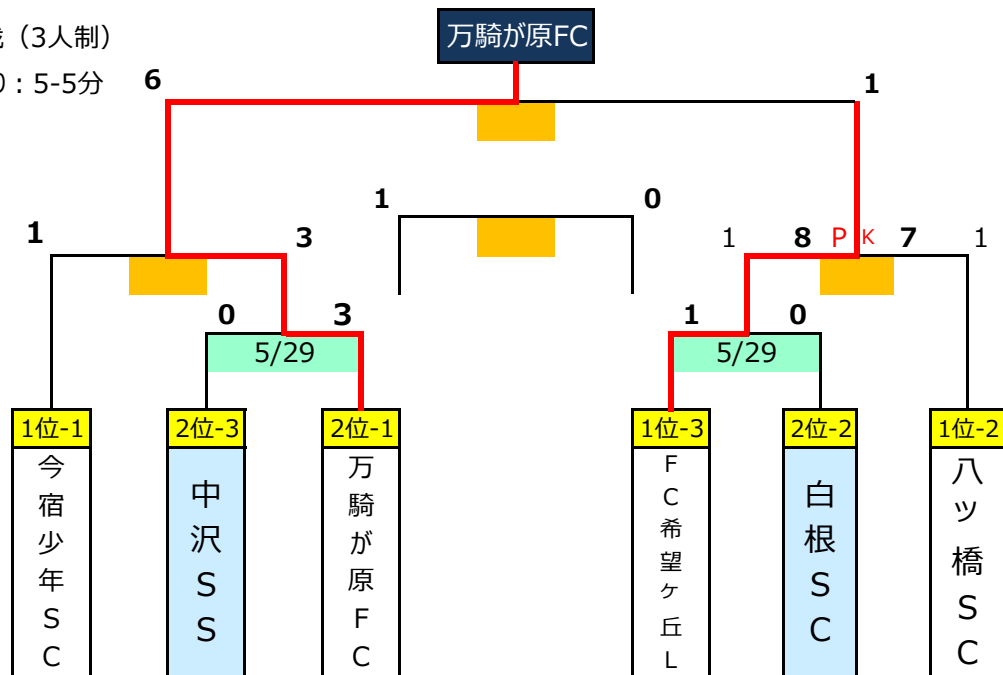 万騎が原FC
（3人制）
：5-5分
6
1
1
0
1
3
1
8
P
K
7
1
0
3
1
0
5/29
5/29
1位-1
2位-3
2位-1
1位-3
2位-2
1位-2
今宿少年SC
中沢SS
万騎が原FC
FC希望ケ丘L
白根SC
八ツ橋SC